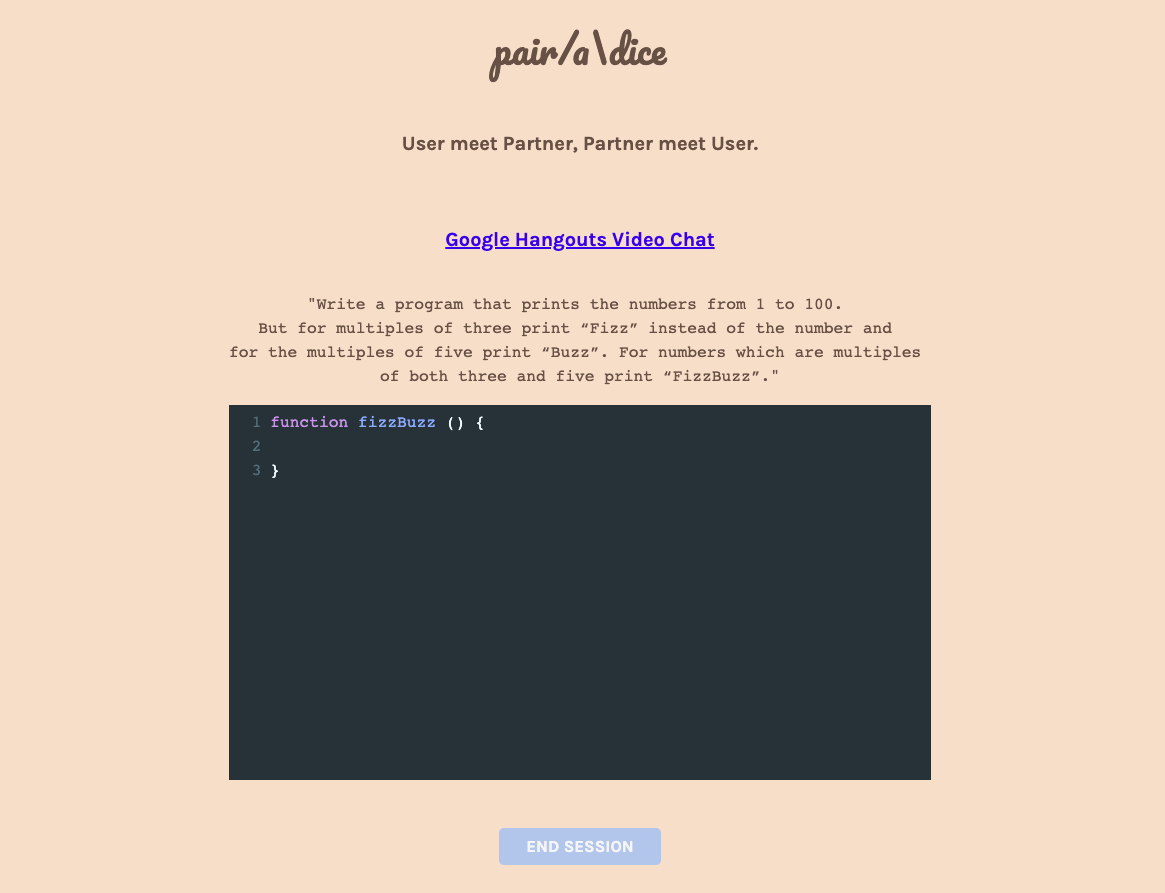 pair/a\dice
User meet Partner, Partner meet User.
Google Hangouts Video Chat
"Write a program that prints the numbers from 1 to 100.
But for multiples of three print “Fizz” instead of the number and
for the multiples of five print “Buzz”. For numbers which are multiples
of both three and five print “FizzBuzz”."
1 function fizzBuzz () {
2
3 }
END SESSION